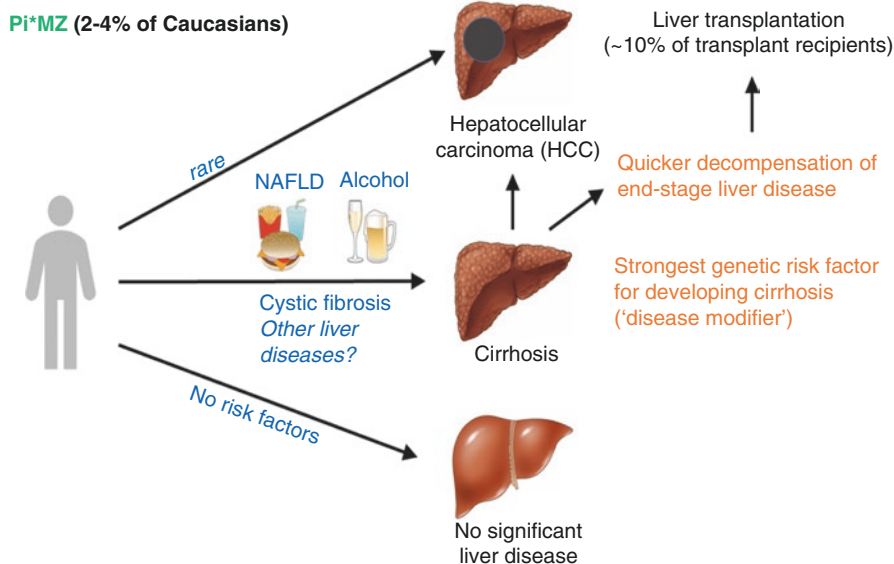 Pi*MZ (2-4% of Caucasians)
Liver transplantation
(~10% of transplant recipients)
Hepatocellular
carcinoma (HCC)
rare
NAFLD
Alcohol
Quicker decompensation of
end-stage liver disease
Cystic fibrosis
Other liver
diseases?
Strongest genetic risk factor
for developing cirrhosis
(‘disease modifier’)
Cirrhosis
No risk factors
No significant
liver disease